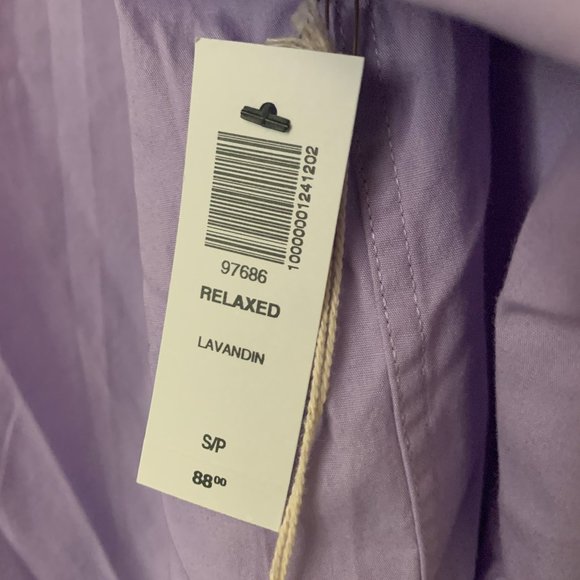 10000001241202
97686
RELAXED
LAVANDIN
S/P
88⁰⁰